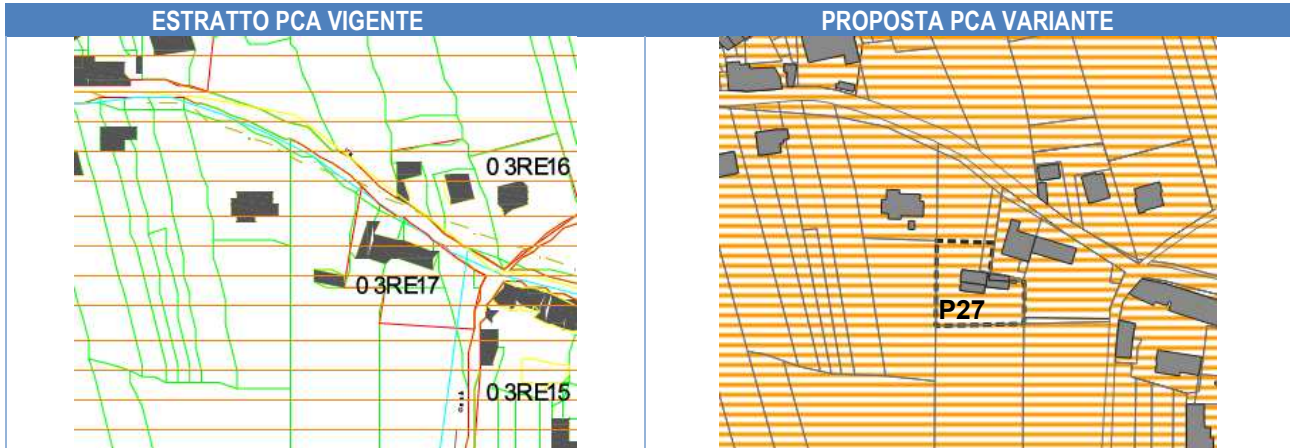 ESTRATTO PCA VIGENTE
PROPOSTA PCA VARIANTE
0 3RE16
0 3RE17
0 3RE15
P27